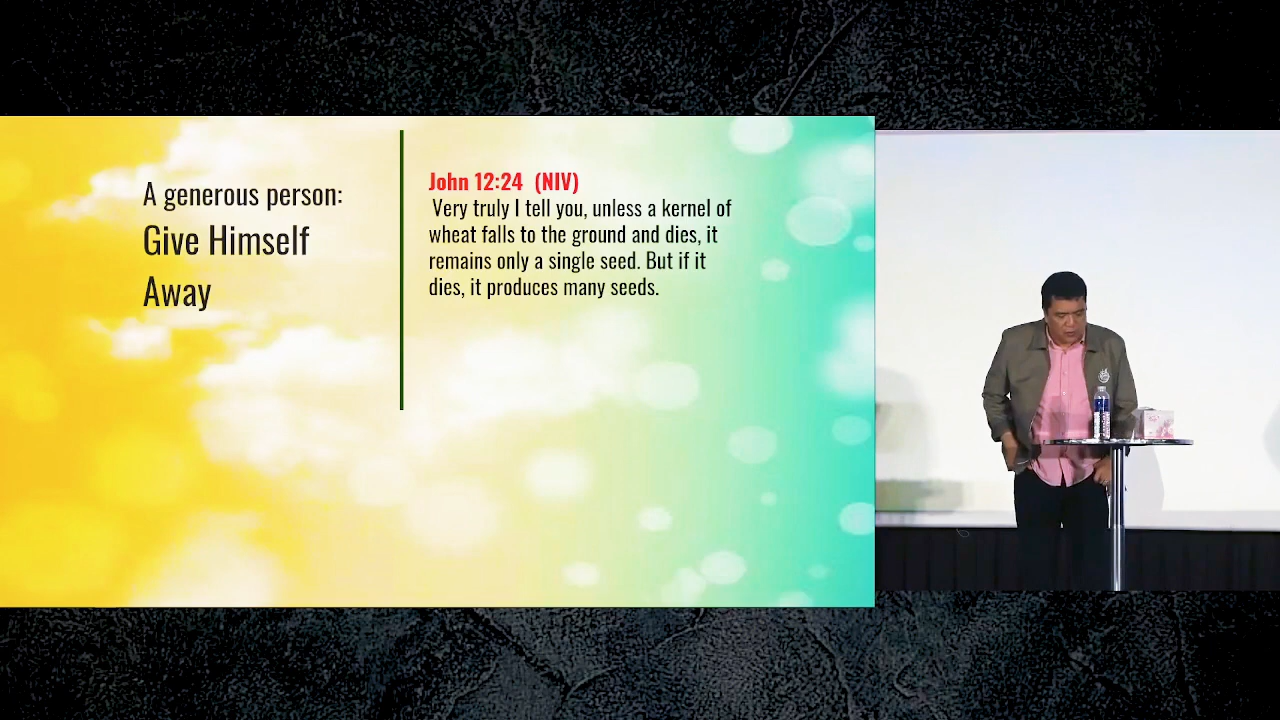 A generous person:
Give Himself
Away
John 12:24 (NIV)
Very truly I tell you, unless a kernel of
wheat falls to the ground and dies, it
remains only a single seed. But if it
dies, it produces many seeds.